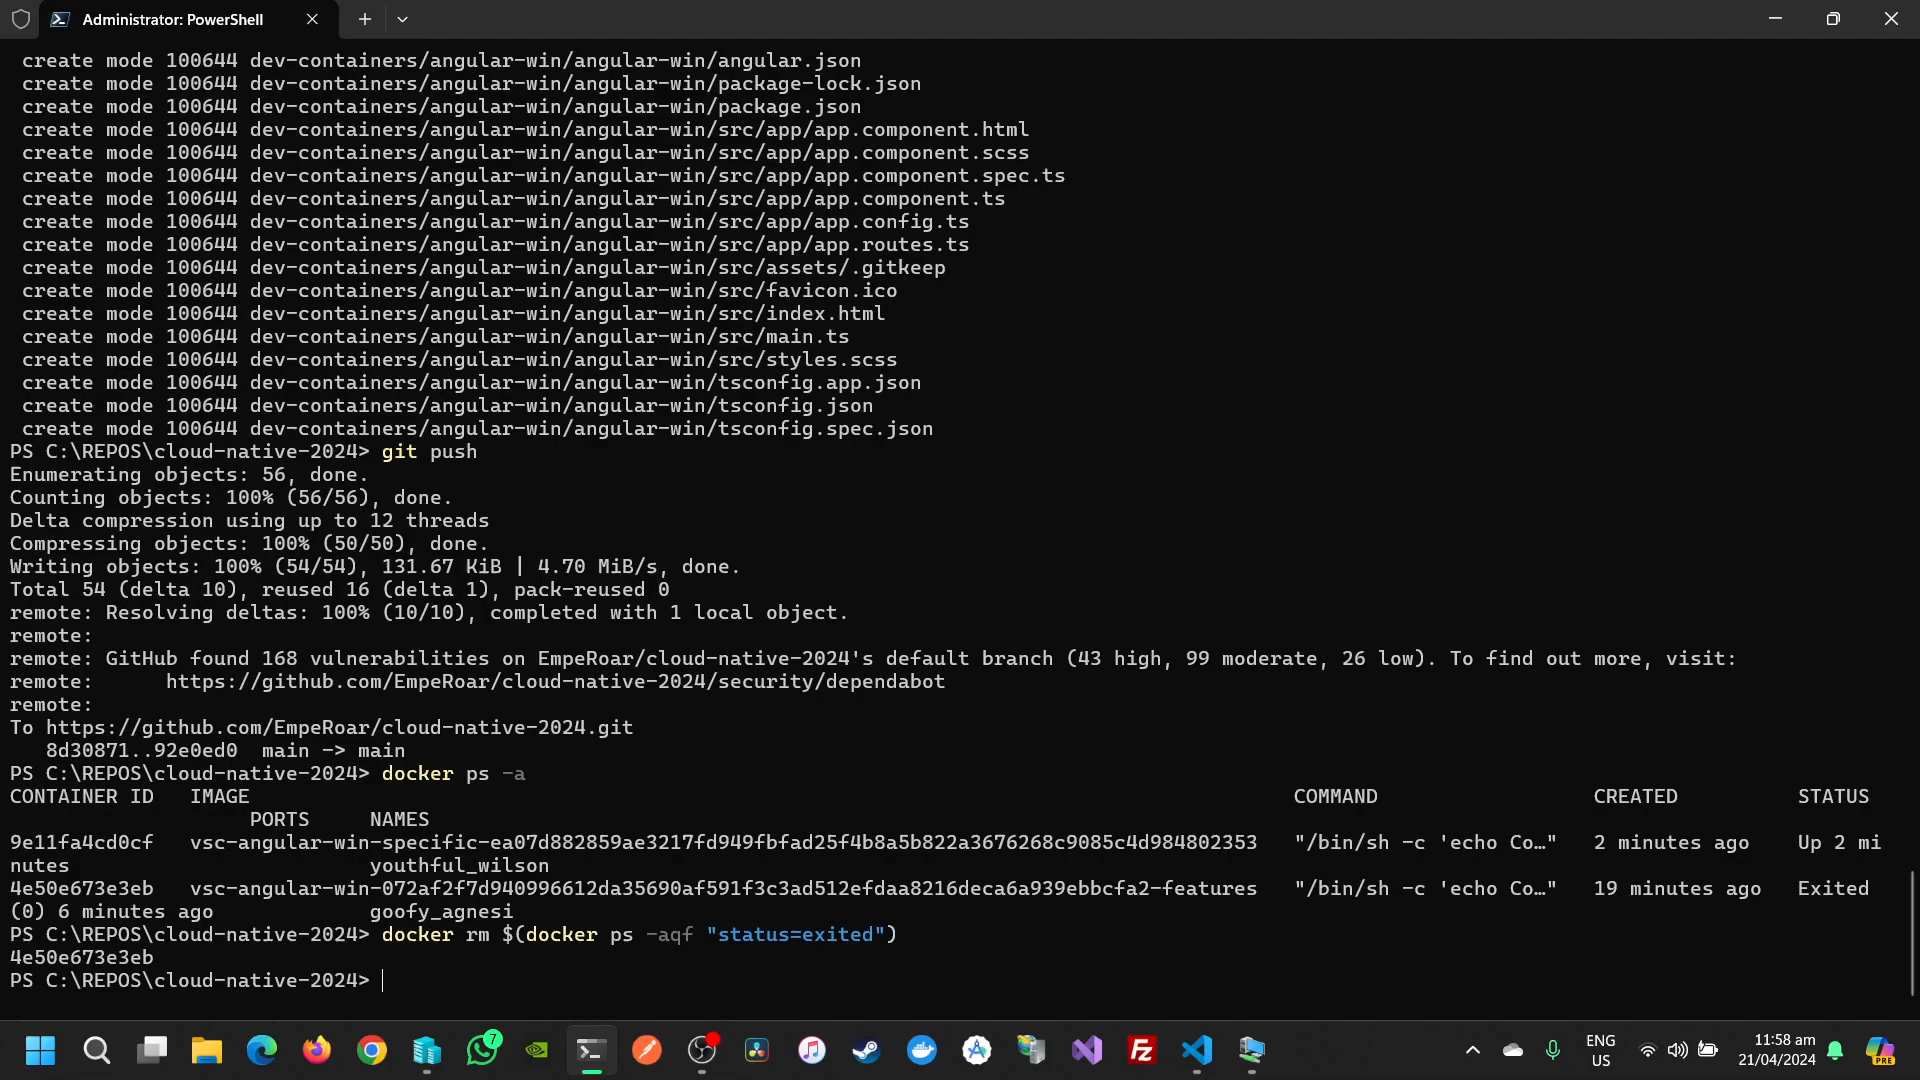 Administrator: PowerShell
create mode 100644 dev-containers/angular-win/angular-win/angular.json
create mode 100644 dev-containers/angular-win/angular-win/package-lock.json
create mode 100644 dev-containers/angular-win/angular-win/package.json
create mode 100644 dev-containers/angular-win/angular-win/src/app/app.component.html
create mode 100644 dev-containers/angular-win/angular-win/src/app/app.component.scss
create mode 100644 dev-containers/angular-win/angular-win/src/app/app.component.spec.ts
create mode 100644 dev-containers/angular-win/angular-win/src/app/app.component.ts
create mode 100644 dev-containers/angular-win/angular-win/src/app/app.config.ts
create mode 100644 dev-containers/angular-win/angular-win/src/app/app.routes.ts
create mode 100644 dev-containers/angular-win/angular-win/src/assets/.gitkeep
create mode 100644 dev-containers/angular-win/angular-win/src/favicon.ico
create mode 100644 dev-containers/angular-win/angular-win/src/index.html
create mode 100644 dev-containers/angular-win/angular-win/src/main.ts
create mode 100644 dev-containers/angular-win/angular-win/src/styles.scss
create mode 100644 dev-containers/angular-win/angular-win/tsconfig.app.json
create mode 100644 dev-containers/angular-win/angular-win/tsconfig.json
create mode 100644 dev-containers/angular-win/angular-win/tsconfig.spec.json
PS C:\REPOS\cloud-native-2024> git push
Enumerating objects: 56, done.
Counting objects: 100% (56/56), done.
Delta compression using up to 12 threads
Compressing objects: 100% (50/50), done.
Writing objects: 100% (54/54), 131.67 KiB | 4.70 MiB/s, done.
Total 54 (delta 10), reused 16 (delta 1), pack-reused 0
remote: Resolving deltas: 100% (10/10), completed with 1 local object.
remote:
remote: GitHub found 168 vulnerabilities on EmpeRoar/cloud-native-2024's default branch (43 high, 99 moderate, 26 low). To find out more, visit:
remote:      https://github.com/EmpeRoar/cloud-native-2024/security/dependabot
remote:
To https://github.com/EmpeRoar/cloud-native-2024.git
   8d30871..92e0ed0  main -> main
PS C:\REPOS\cloud-native-2024> docker ps -a
CONTAINER ID   IMAGE   COMMAND   CREATED   STATUS
PORTS     NAMES
9e11fa4cd0cf   vsc-angular-win-specific-ea07d882859ae3217fd949fbfad25f4b8a5b822a3676268c9085c4d984802353   "/bin/sh -c 'echo Co…"   2 minutes ago    Up 2 mi
nutes                    youthful_wilson
4e50e673e3eb   vsc-angular-win-072af2f7d940996612da35690af591f3c3ad512efdaa8216deca6a939ebbcfa2-features   "/bin/sh -c 'echo Co…"   19 minutes ago   Exited
(0) 6 minutes ago             goofy_agnesi
PS C:\REPOS\cloud-native-2024> docker rm $(docker ps -aqf "status=exited")
4e50e673e3eb
PS C:\REPOS\cloud-native-2024>
7
ENG
US
11:58 am
21/04/2024
PRE